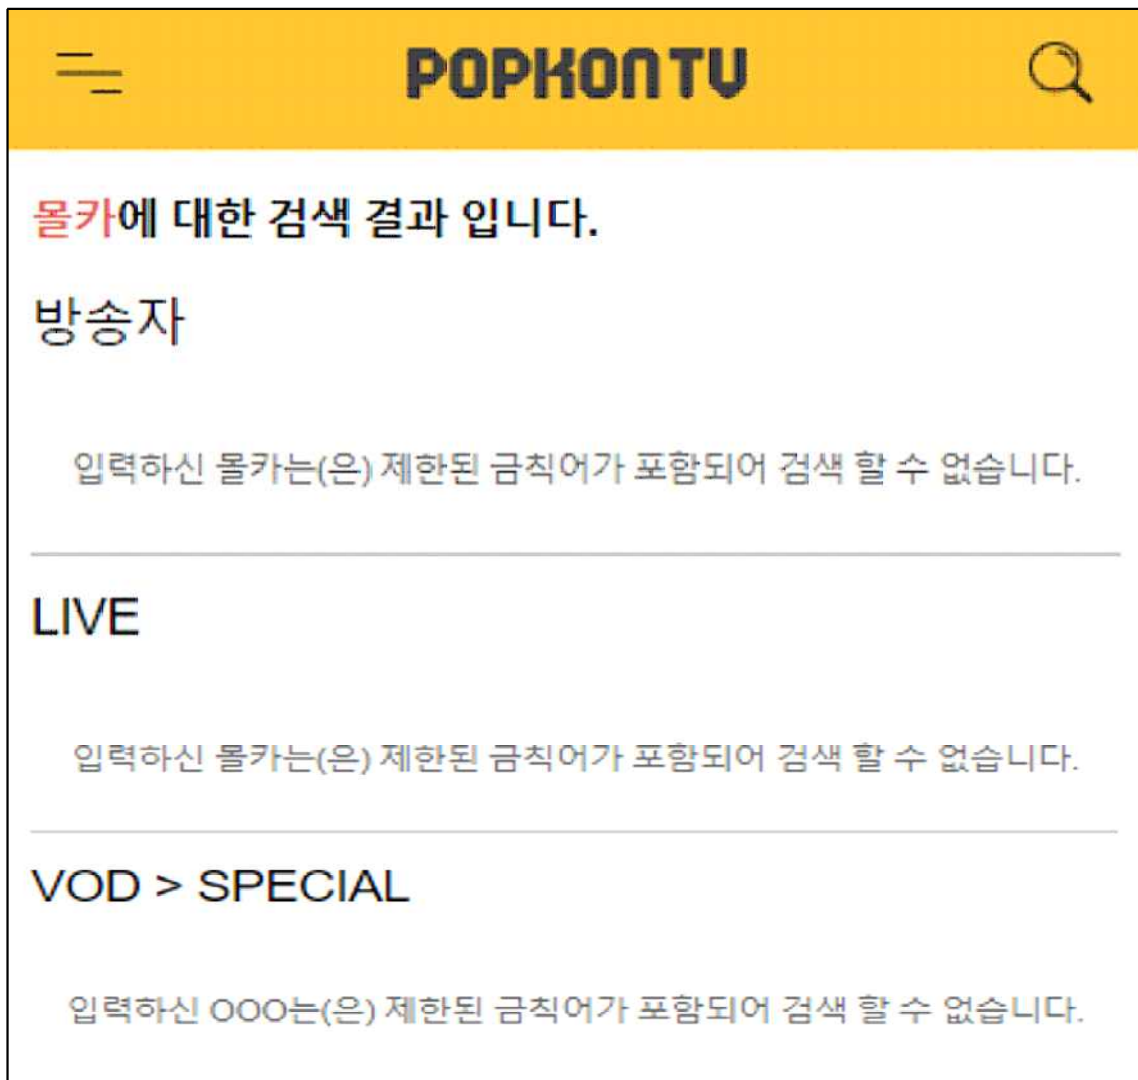 POPKONTV
몰카에 대한 검색 결과 입니다.
방송자
입력하신 몰카는(은) 제한된 금칙어가 포함되어 검색 할 수 없습니다.
LIVE
입력하신 몰카는(은) 제한된 금칙어가 포함되어 검색 할 수 없습니다.
VOD > SPECIAL
입력하신 OOO는(은) 제한된 금칙어가 포함되어 검색 할 수 없습니다.